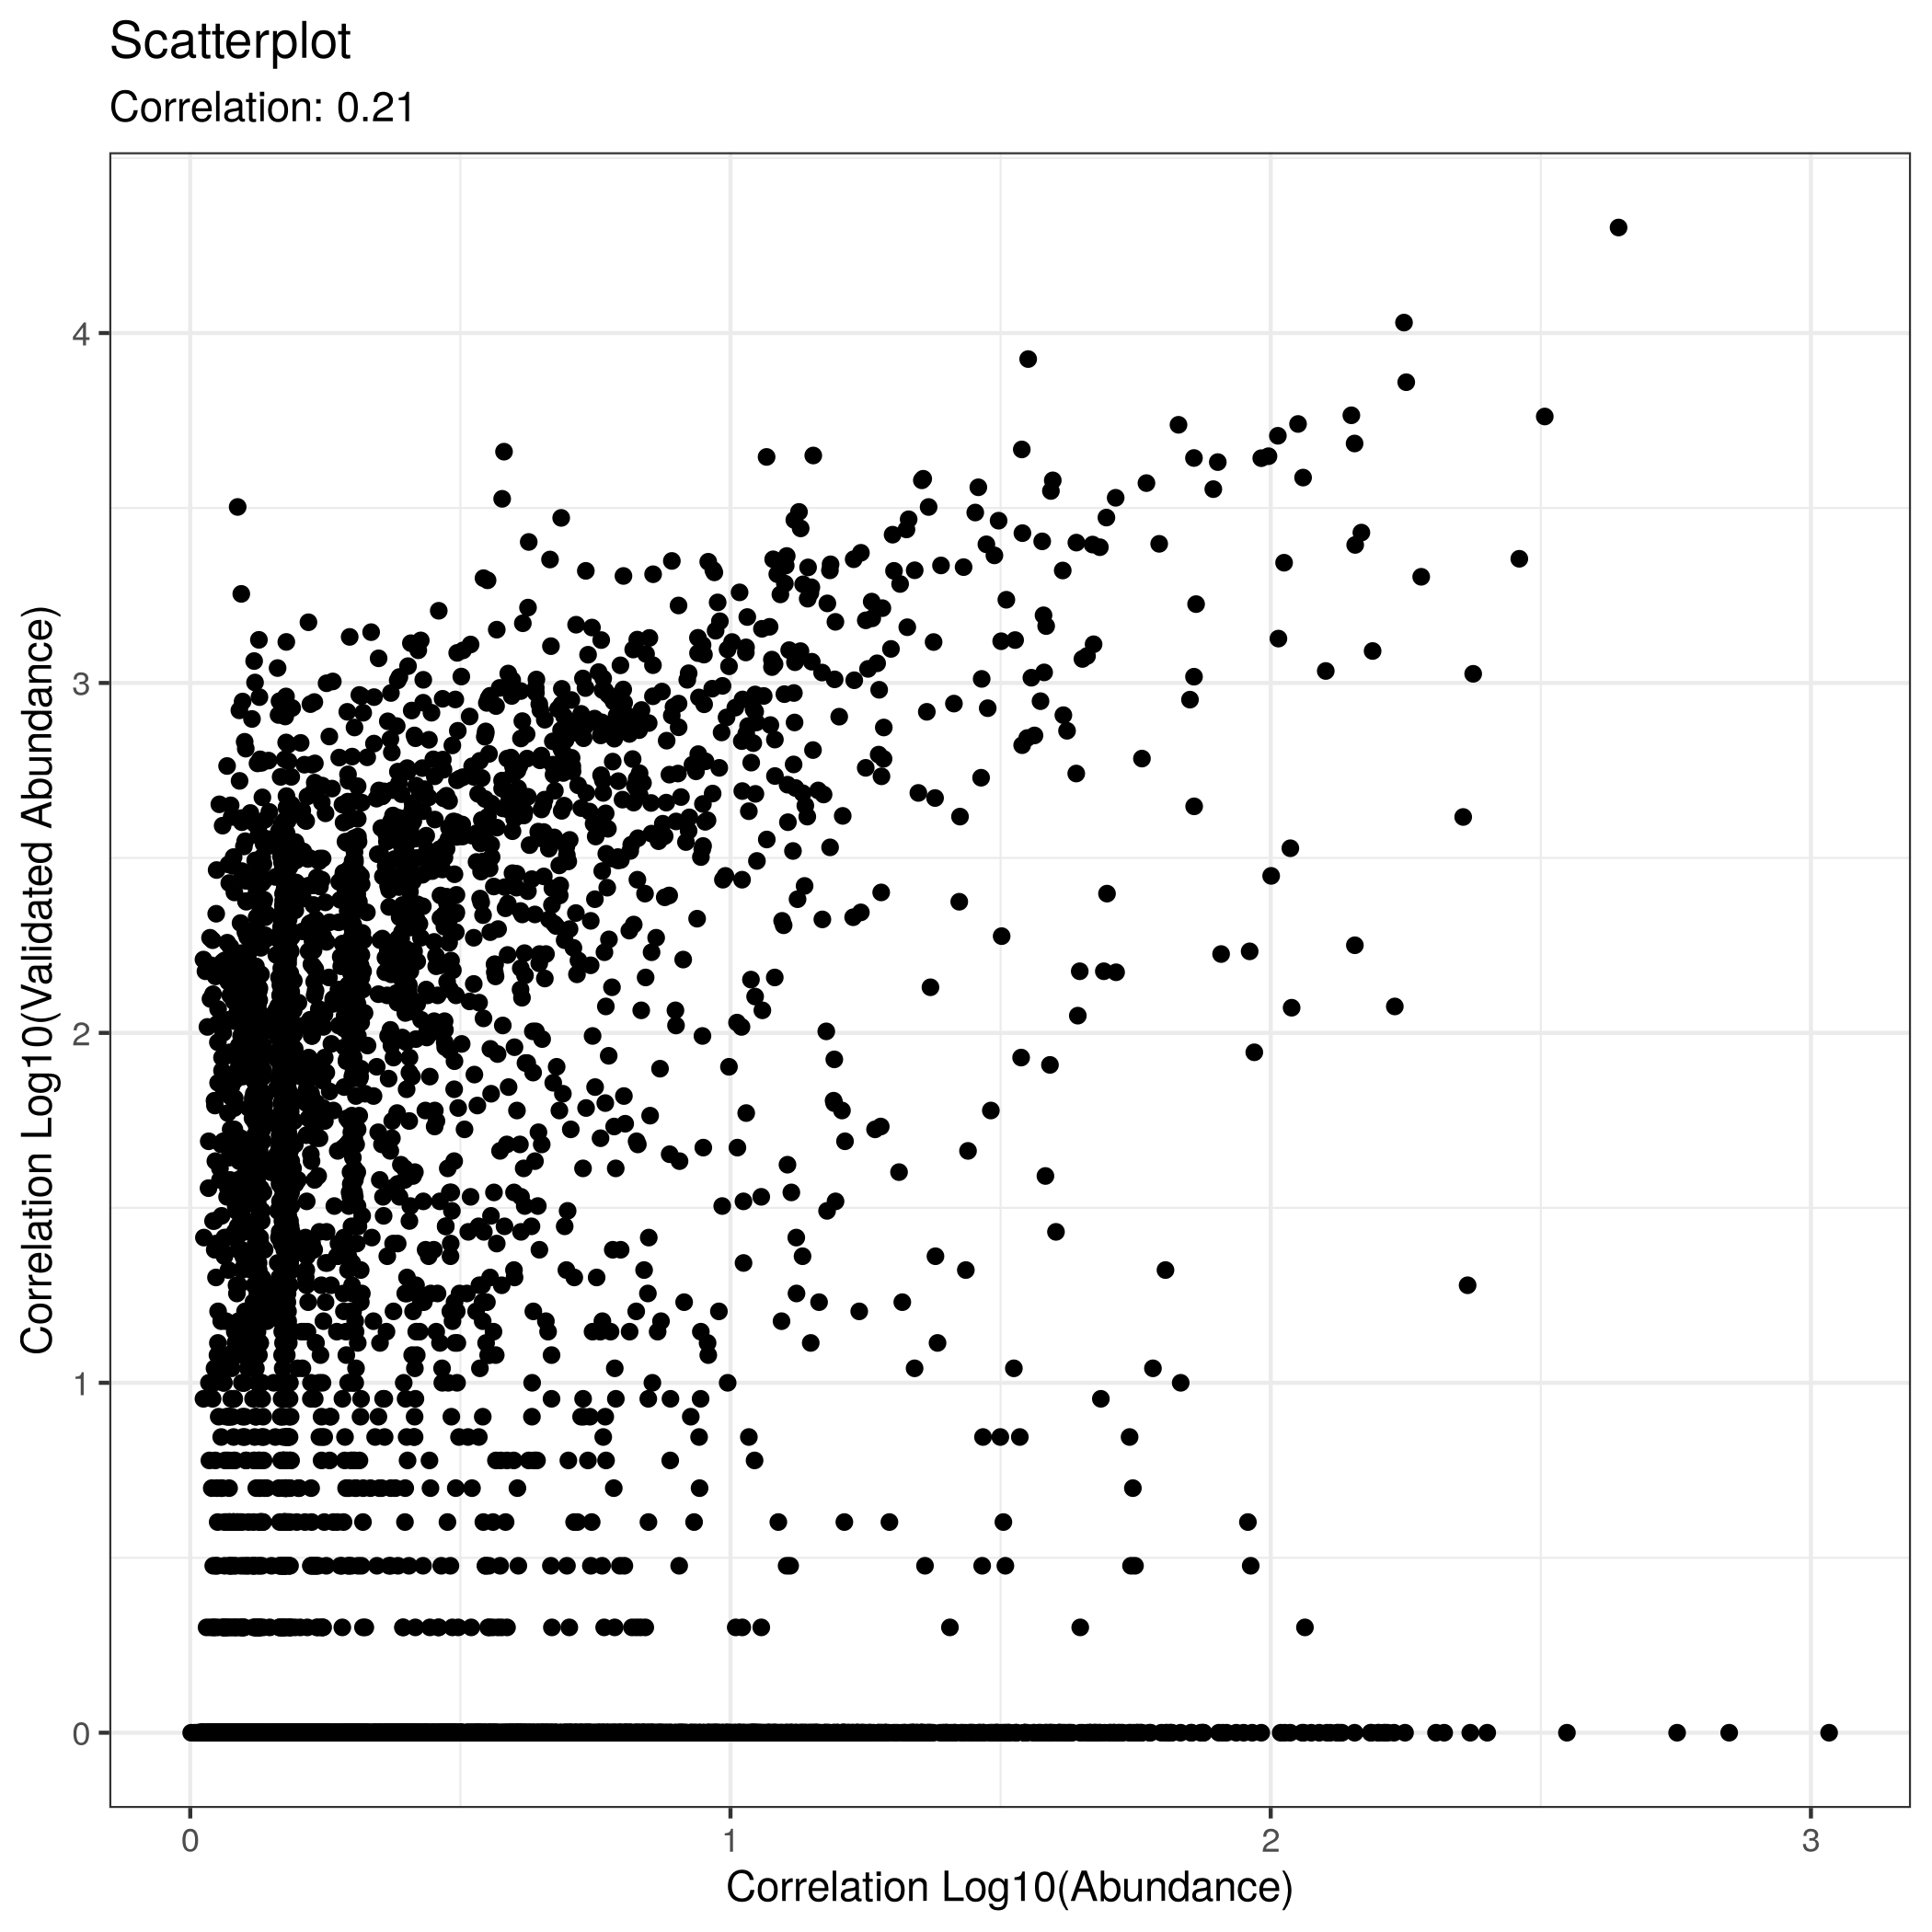 Scatterplot
Correlation: 0.21
Correlation Log10(Validated Abundance)
4
3
2
1
0
0 1 2 3
Correlation Log10(Abundance)